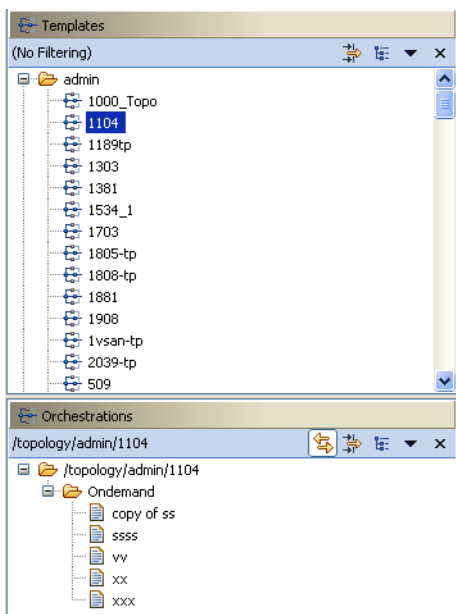 Templates
(No Filtering)
admin
1000_Topo
1104
1189tp
1303
1381
1534_1
1703
1805-tp
1808-tp
1881
1908
1vsan-tp
2039-tp
509
Orchestrations
/topology/admin/1104
/topology/admin/1104
Ondemand
copy of ss
ssss
vv
xx
xxx